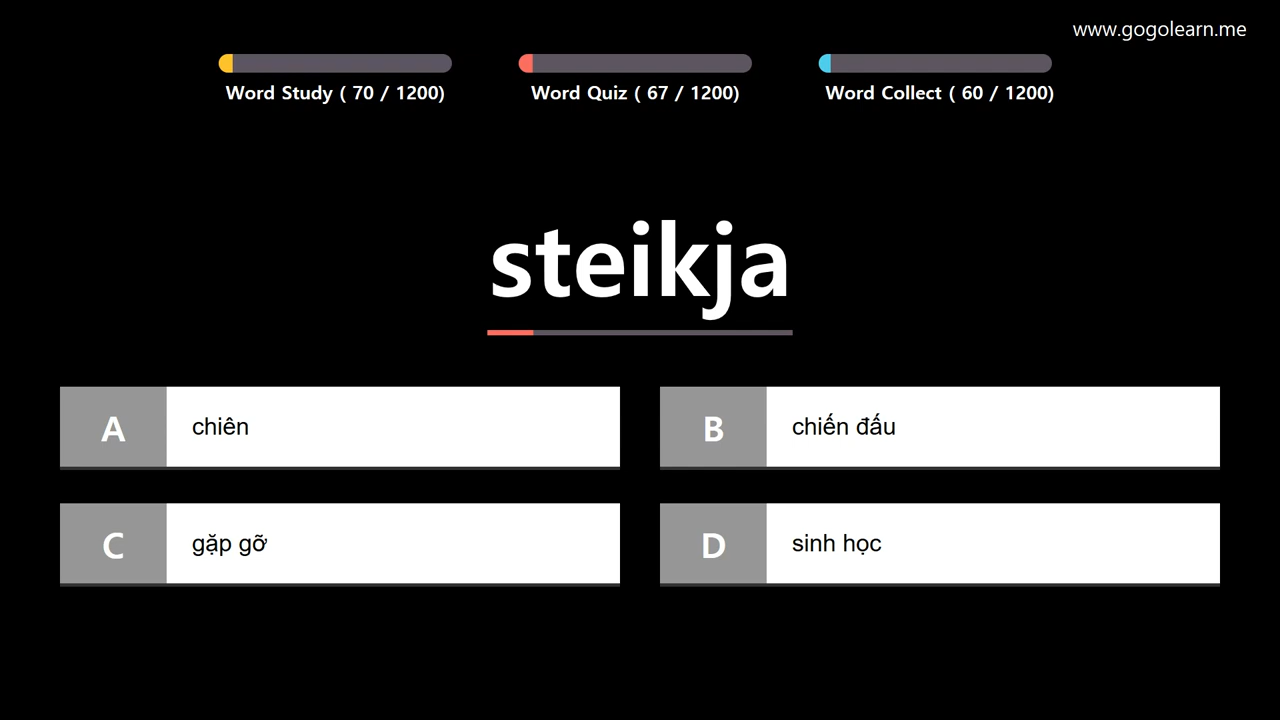 www.gogolearn.me
Word Study ( 70 / 1200)
Word Quiz ( 67 / 1200)
Word Collect ( 60 / 1200)
steikja
A
chiên
B
chiến đấu
C
gặp gỡ
D
sinh học